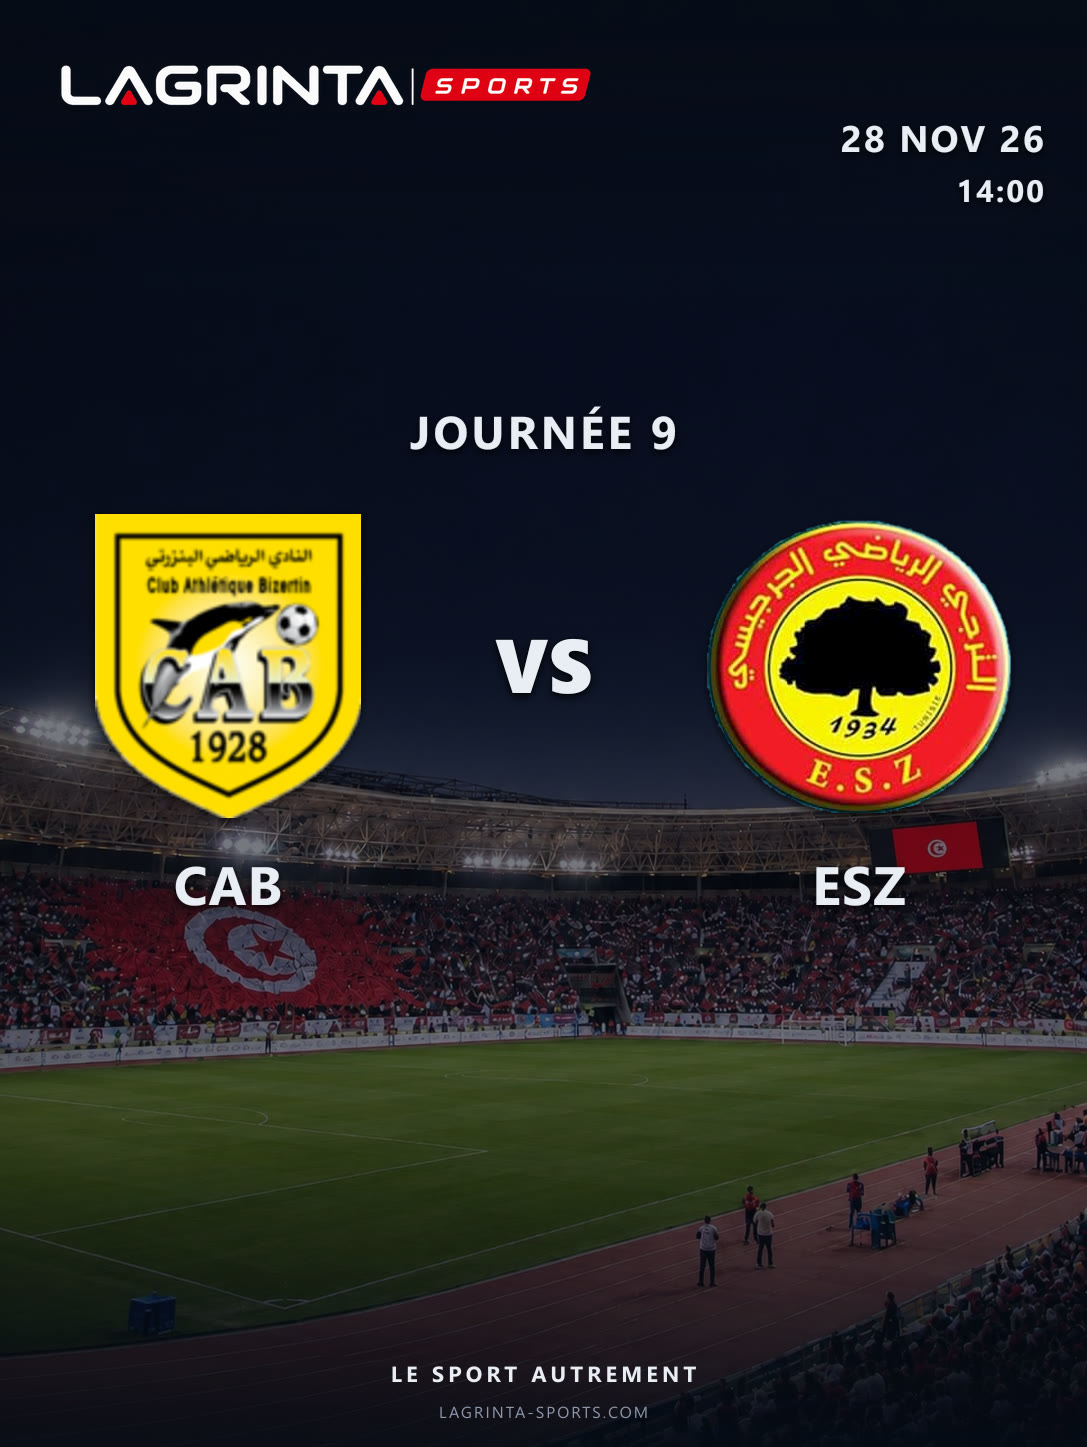 LAGRINTA SPORTS
28 NOV 26
14:00
JOURNÉE 9
النادي الرياضي البنزرتي
Club Athlétique Bizertin
CAB
1928
VS
الترجي الرياضي الجرجيسي
1934
TUNISIE
E.S.Z
CAB
ESZ
LE SPORT AUTREMENT
LAGRINTA-SPORTS.COM